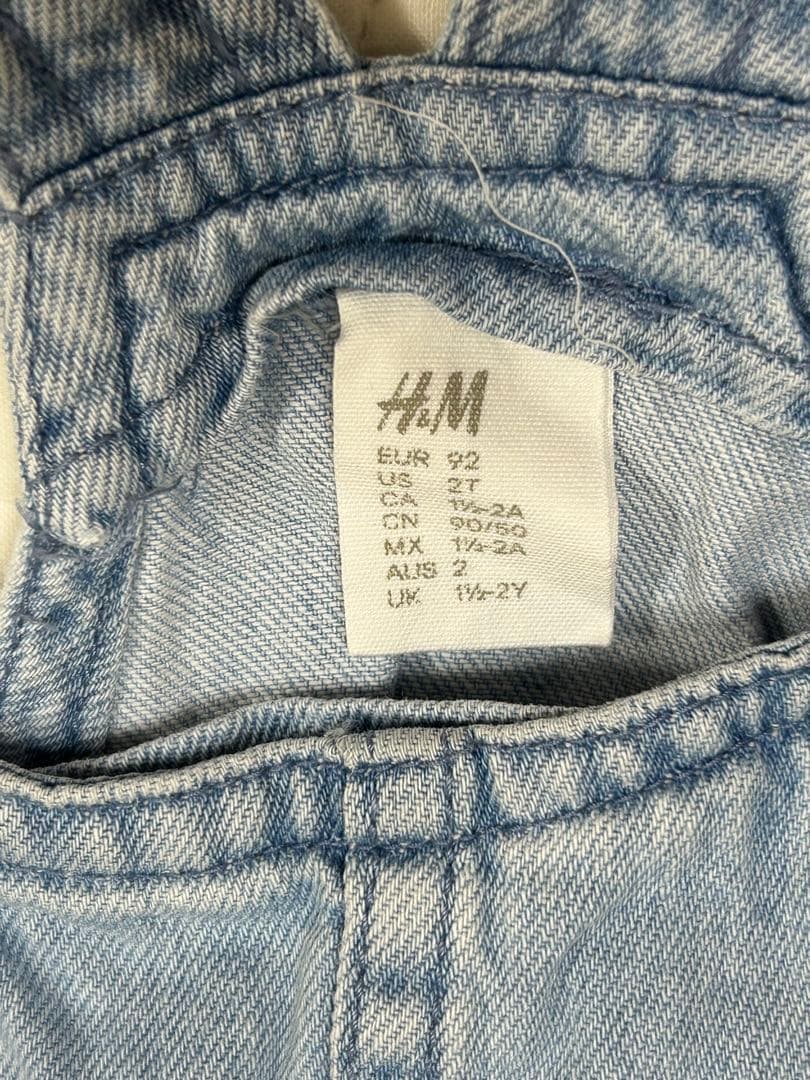 H&M
EUR 92
US 2T
CA 1½-2A
CN 90/50
MX 1½-2A
AUS 2
UK 1½-2Y